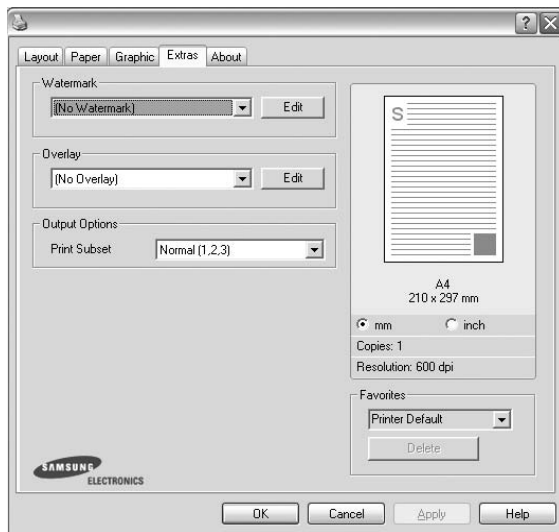 Layout Paper Graphic Extras About
Watermark
(No Watermark) Edit
Overlay
(No Overlay) Edit
Output Options
Print Subset Normal (1,2,3)
S
A4
210 x 297 mm
mm inch
Copies: 1
Resolution: 600 dpi
Favorites
Printer Default
Delete
SAMSUNG
ELECTRONICS
OK Cancel Apply Help